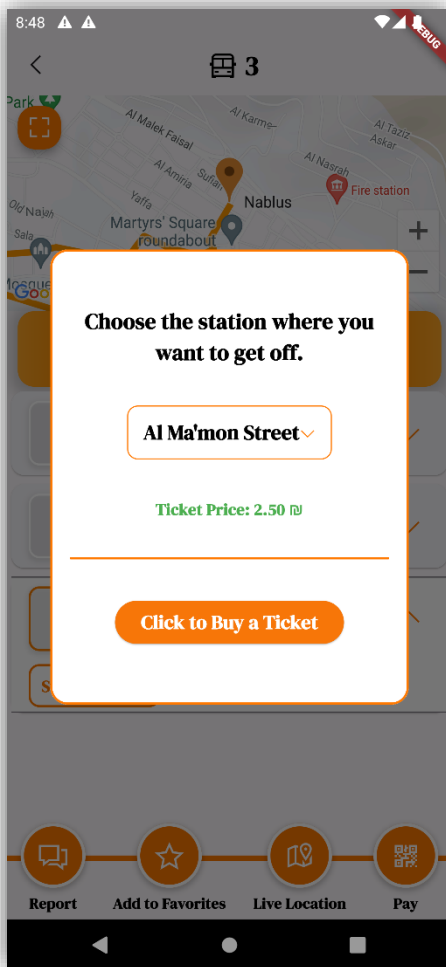 8:48
DEBUG
3
Park
Al Malek Faisal
Al Karme
Al Taziz
Askar
Al Amiria
Sufian
Al Nasrah
Yaffa
Old Najah
Nablus
Fire station
Martyrs' Square
roundabout
Sala
+
−
Mosque
Goo
Choose the station where you
want to get off.
Al Ma'mon Street
Ticket Price: 2.50 ₪
Click to Buy a Ticket
S
Report
Add to Favorites
Live Location
Pay